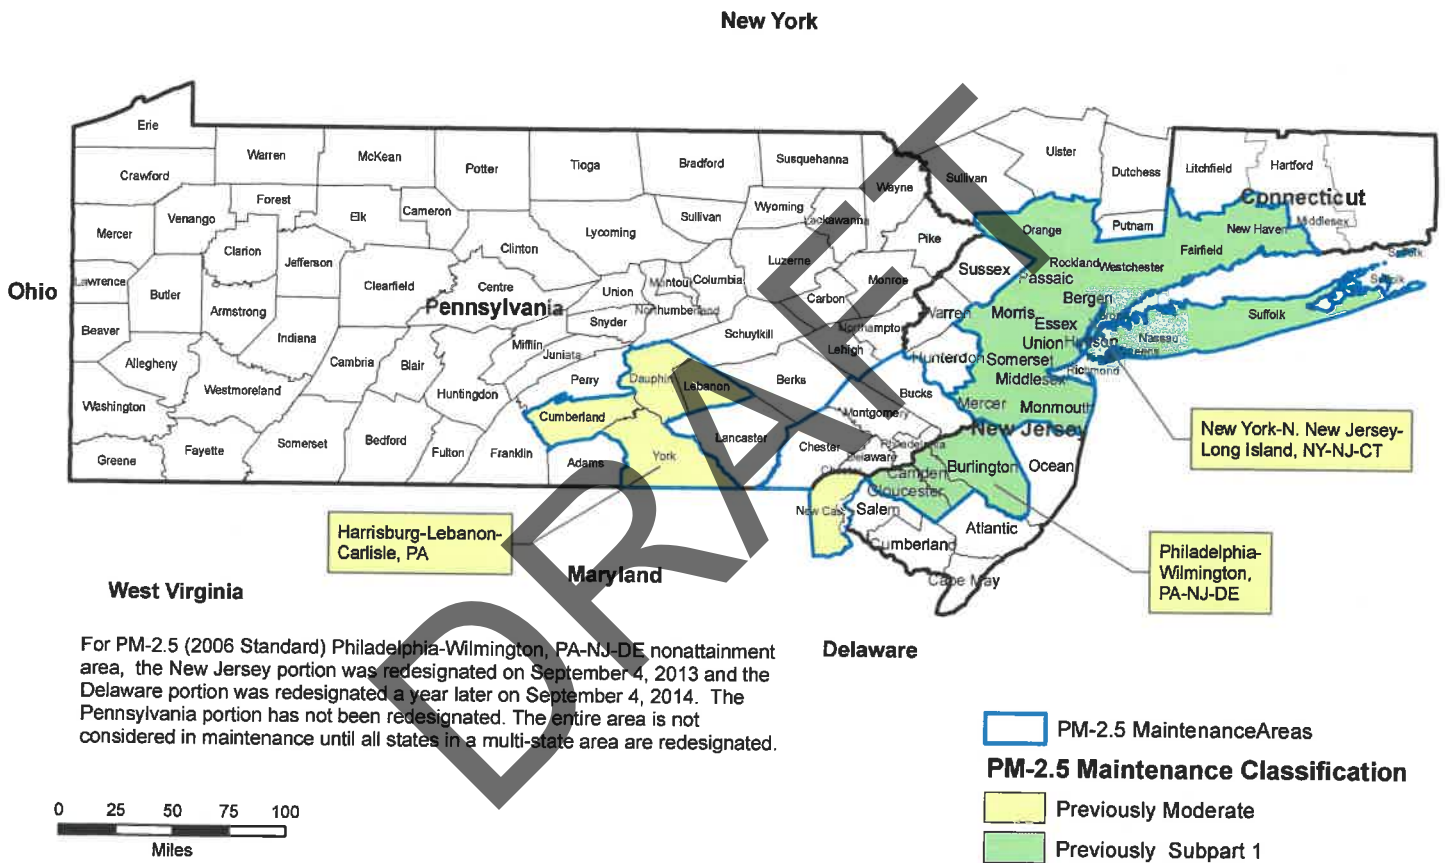 New York
Erie
Warren
McKean
Potter
Tioga
Bradford
Susquehanna
Crawford
Wayne
Sullivan
Ulster
Dutchess
Litchfield
Hartford
Forest
Venango
Elk
Cameron
Sullivan
Wyoming
Lackawanna
Connecticut
Mercer
Clarion
Lycoming
Pike
Orange
Putnam
New Haven
Middlesex
Clinton
Jefferson
Luzerne
Sussex
Rockland
Westchester
Fairfield
Suffolk
Lawrence
Butler
Clearfield
Centre
Union
Montour
Columbia
Monroe
Passaic
Suffolk
Ohio
Armstrong
Pennsylvania
Northumberland
Carbon
Bergen
Beaver
Indiana
Snyder
Schuylkill
Northampton
Warren
Morris
Essex
Bronx
Suffolk
Allegheny
Cambria
Blair
Mifflin
Juniata
Lehigh
Hunterdon
Union
Hudson
Nassau
Queens
Westmoreland
Huntingdon
Perry
Dauphin
Lebanon
Berks
Bucks
Somerset
Middlesex
Richmond
Washington
Cumberland
Montgomery
Mercer
Monmouth
Greene
Fayette
Somerset
Bedford
Fulton
Franklin
Adams
York
Lancaster
Chester
Delaware
Philadelphia
New Jersey
Camden
Burlington
Ocean
Gloucester
New York-N. New Jersey-
Long Island, NY-NJ-CT
Salem
Atlantic
Cumberland
Cape May
Harrisburg-Lebanon-
Carlisle, PA
Philadelphia-
Wilmington,
PA-NJ-DE
West Virginia
Maryland
Delaware
DRAFT
For PM-2.5 (2006 Standard) Philadelphia-Wilmington, PA-NJ-DE nonattainment
area, the New Jersey portion was redesignated on September 4, 2013 and the
Delaware portion was redesignated a year later on September 4, 2014. The
Pennsylvania portion has not been redesignated. The entire area is not
considered in maintenance until all states in a multi-state area are redesignated.
PM-2.5 MaintenanceAreas
PM-2.5 Maintenance Classification
Previously Moderate
Previously Subpart 1
0 25 50 75 100
Miles